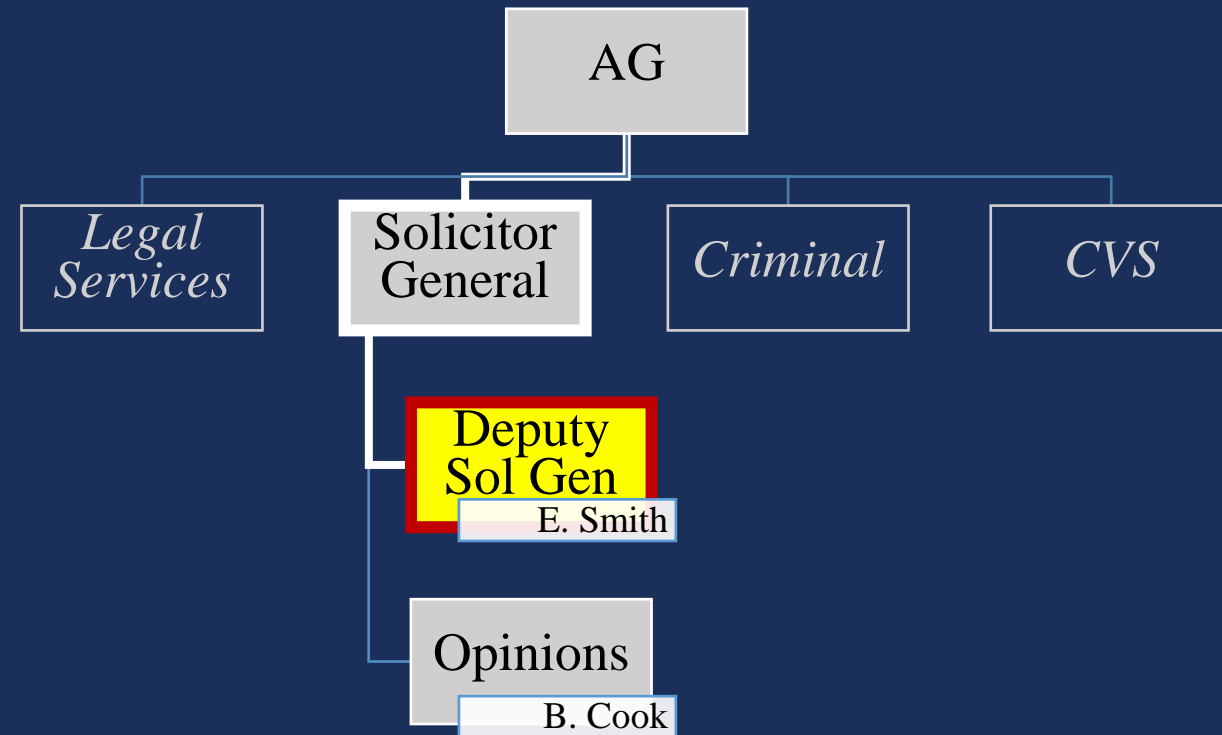 AG
Legal
Services
Solicitor
General
Criminal
CVS
Deputy
Sol Gen
E. Smith
Opinions
B. Cook